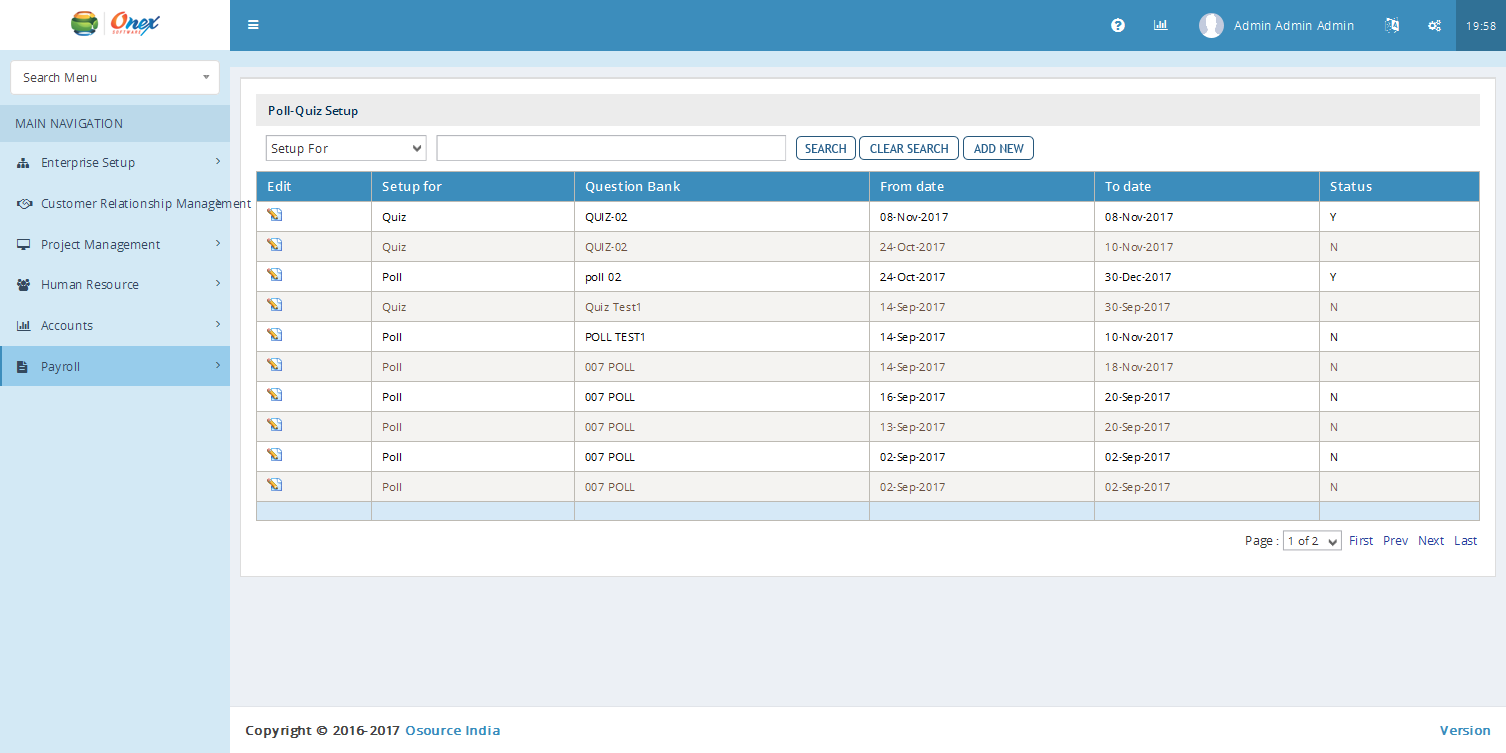 Onex
SOFTWARE
Admin Admin Admin
19:58
Search Menu
MAIN NAVIGATION
Enterprise Setup
Customer Relationship Management
Project Management
Human Resource
Accounts
Payroll
Poll-Quiz Setup
Setup For SEARCH CLEAR SEARCH ADD NEW
Edit Setup for Question Bank From date To date Status
Quiz QUIZ-02 08-Nov-2017 08-Nov-2017 Y
Quiz QUIZ-02 24-Oct-2017 10-Nov-2017 N
Poll poll 02 24-Oct-2017 30-Dec-2017 Y
Quiz Quiz Test1 14-Sep-2017 30-Sep-2017 N
Poll POLL TEST1 14-Sep-2017 10-Nov-2017 N
Poll 007 POLL 14-Sep-2017 18-Nov-2017 N
Poll 007 POLL 16-Sep-2017 20-Sep-2017 N
Poll 007 POLL 13-Sep-2017 20-Sep-2017 N
Poll 007 POLL 02-Sep-2017 02-Sep-2017 N
Poll 007 POLL 02-Sep-2017 02-Sep-2017 N
Page : 1 of 2 First Prev Next Last
Copyright © 2016-2017 Osource India
Version